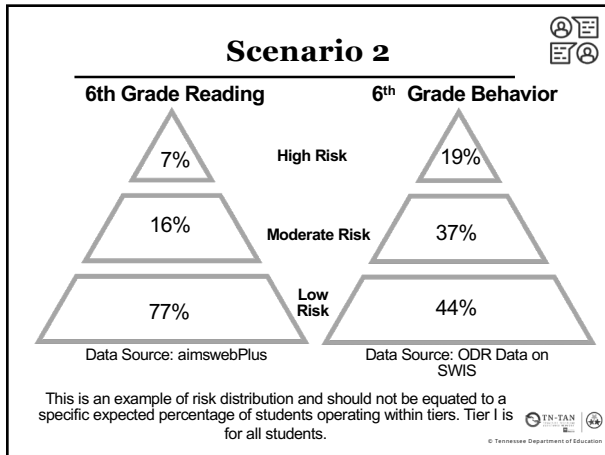 Scenario 2
6th Grade Reading
6th Grade Behavior
7%
High Risk
19%
16%
Moderate Risk
37%
77%
Low
Risk
44%
Data Source: aimswebPlus
Data Source: ODR Data on
SWIS
This is an example of risk distribution and should not be equated to a
specific expected percentage of students operating within tiers. Tier I is
for all students.
TN-TAN
© Tennessee Department of Education